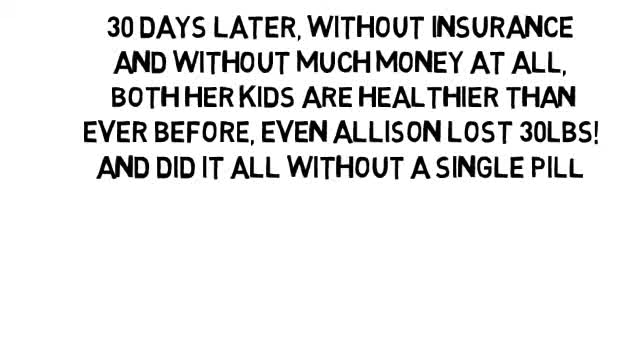 30 DAYS LATER, WITHOUT INSURANCE
AND WITHOUT MUCH MONEY AT ALL,
BOTH HER KIDS ARE HEALTHIER THAN
EVER BEFORE, EVEN ALLISON LOST 30LBS!
AND DID IT ALL WITHOUT A SINGLE PILL